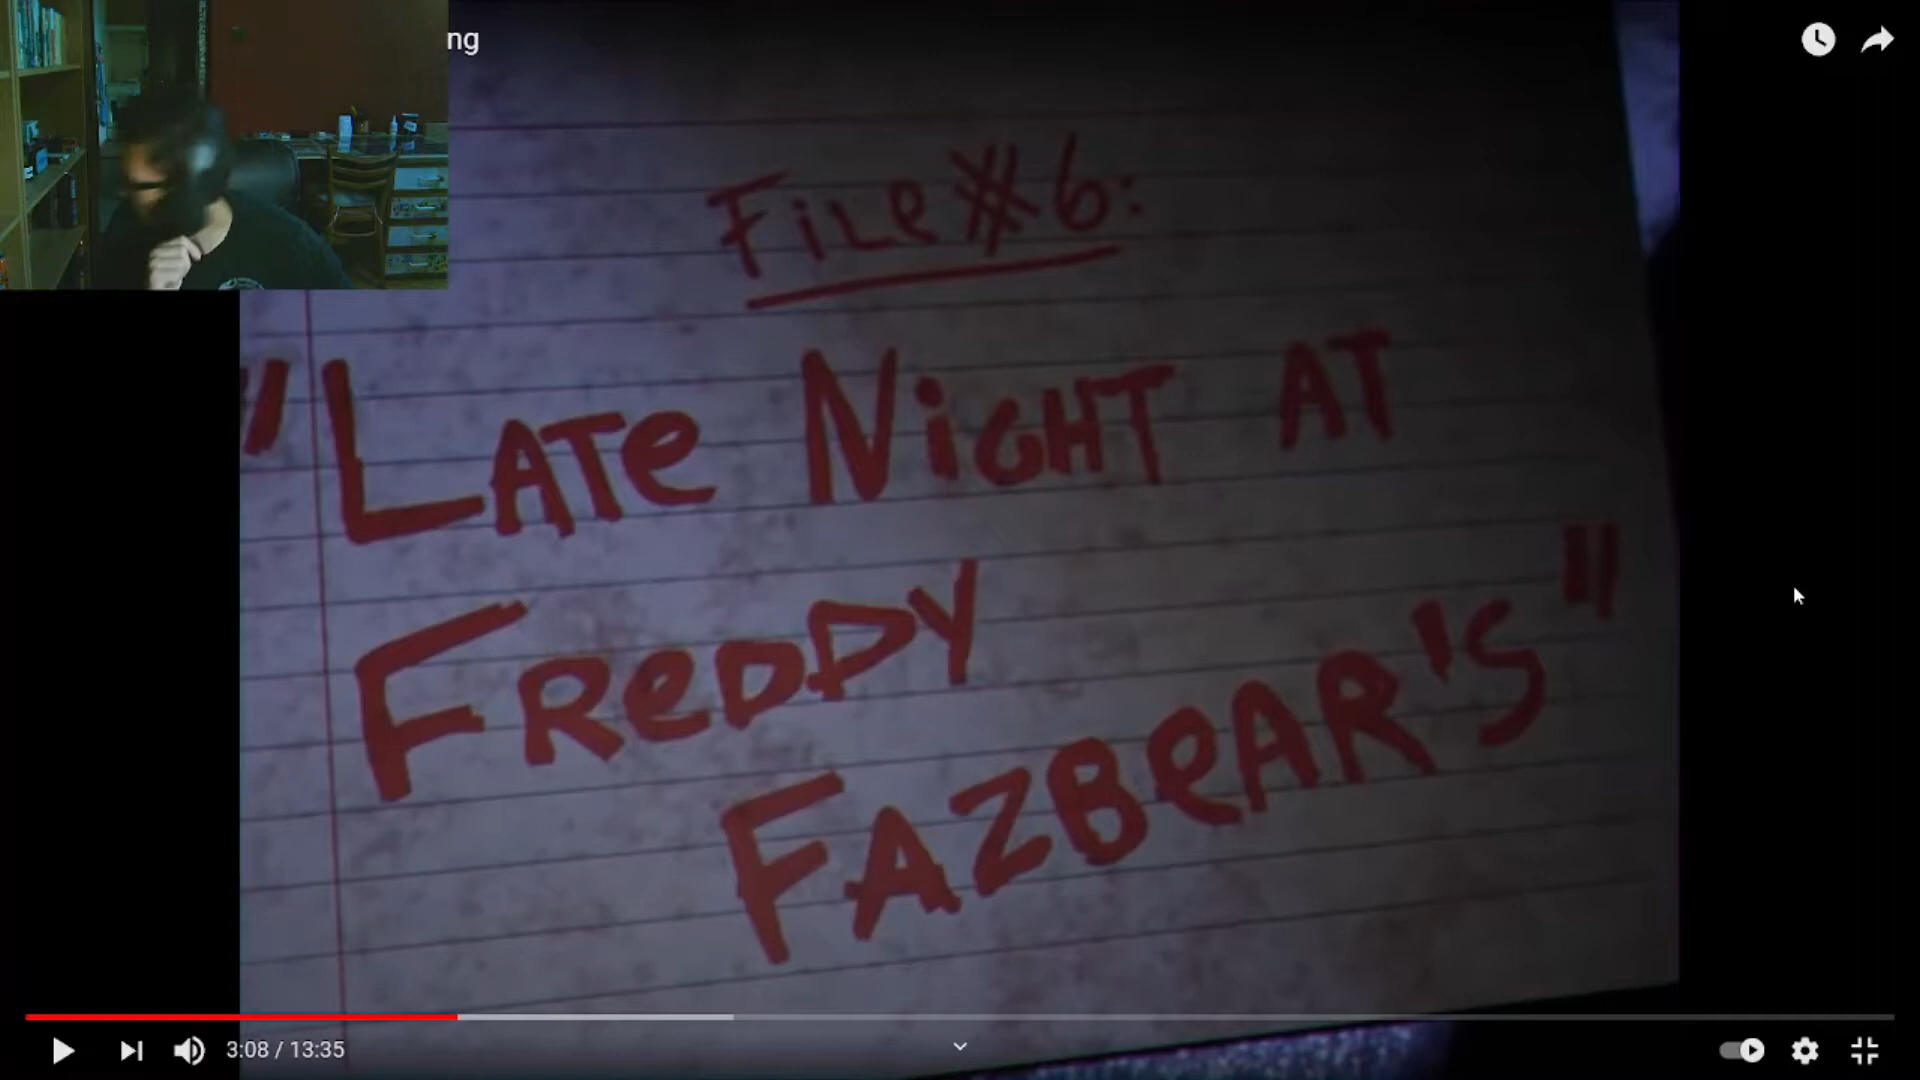 ng
File #6:
"Late Night at
Freddy
Fazbear's"
3:08 / 13:35